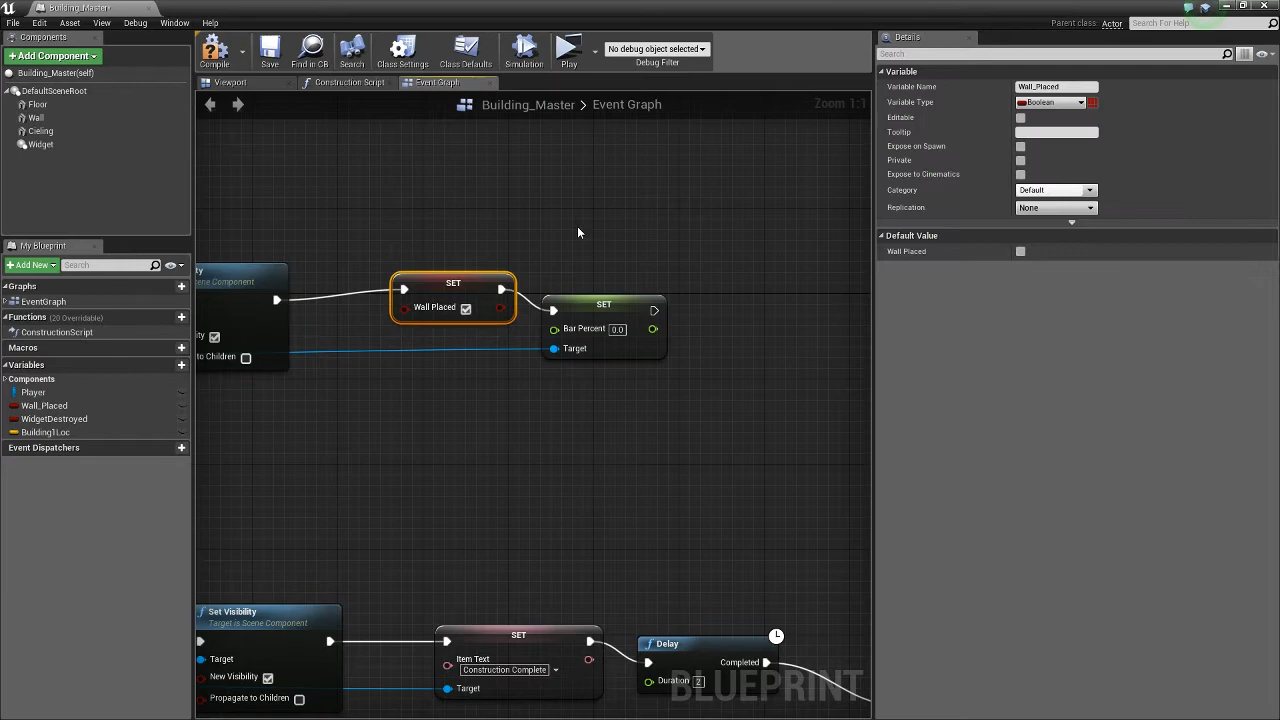 Building_Master*
File Edit Asset View Debug Window Help
Parent class: Actor Search For Help
Components
Add Component
Building_Master(self)
DefaultSceneRoot
Floor
Wall
Cieling
Widget
Compile Save Find in CB Search Class Settings Class Defaults Simulation Play
No debug object selected
Debug Filter
Viewport Construction Script Event Graph
Building_Master > Event Graph
Zoom 1:1
My Blueprint
Add New Search
Graphs
EventGraph
Functions (20 Overridable)
ConstructionScript
Macros
Variables
Components
Player
Wall_Placed
WidgetDestroyed
Building1Loc
Event Dispatchers
ty
cene Component
ity
to Children
SET
Wall Placed
SET
Bar Percent 0.0
Target
Set Visibility
Target is Scene Component
Target
New Visibility
Propagate to Children
SET
Item Text
Construction Complete
Target
Delay
Completed
Duration 2
BLUEPRINT
Details
Search
Variable
Variable Name Wall_Placed
Variable Type Boolean
Editable
Tooltip
Expose on Spawn
Private
Expose to Cinematics
Category Default
Replication None
Default Value
Wall Placed